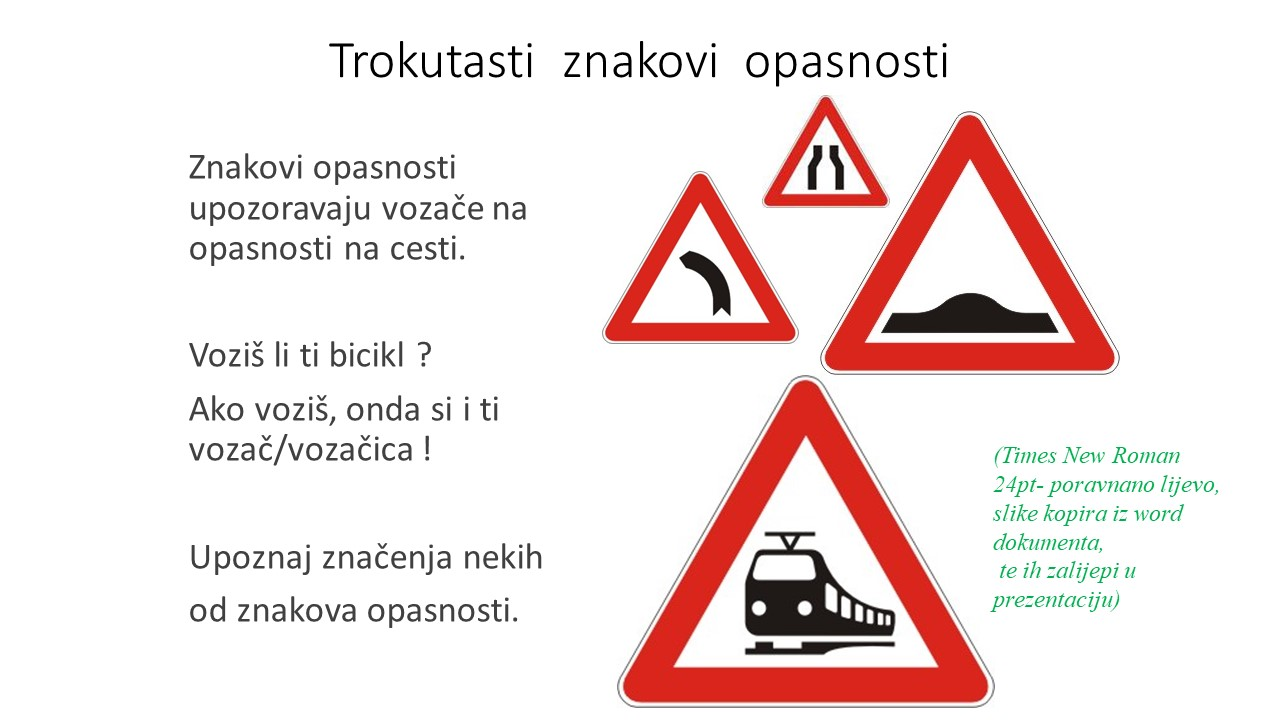 Trokutasti znakovi opasnosti
Znakovi opasnosti
upozoravaju vozače na
opasnosti na cesti.
Voziš li ti bicikl ?
Ako voziš, onda si i ti
vozač/vozačica !
Upoznaj značenja nekih
od znakova opasnosti.
(Times New Roman
24pt- poravnano lijevo,
slike kopira iz word
dokumenta,
te ih zalijepi u
prezentaciju)